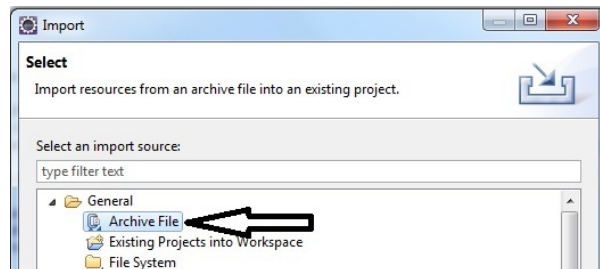 Import
Select
Import resources from an archive file into an existing project.
Select an import source:
type filter text
General
Archive File
Existing Projects into Workspace
File System